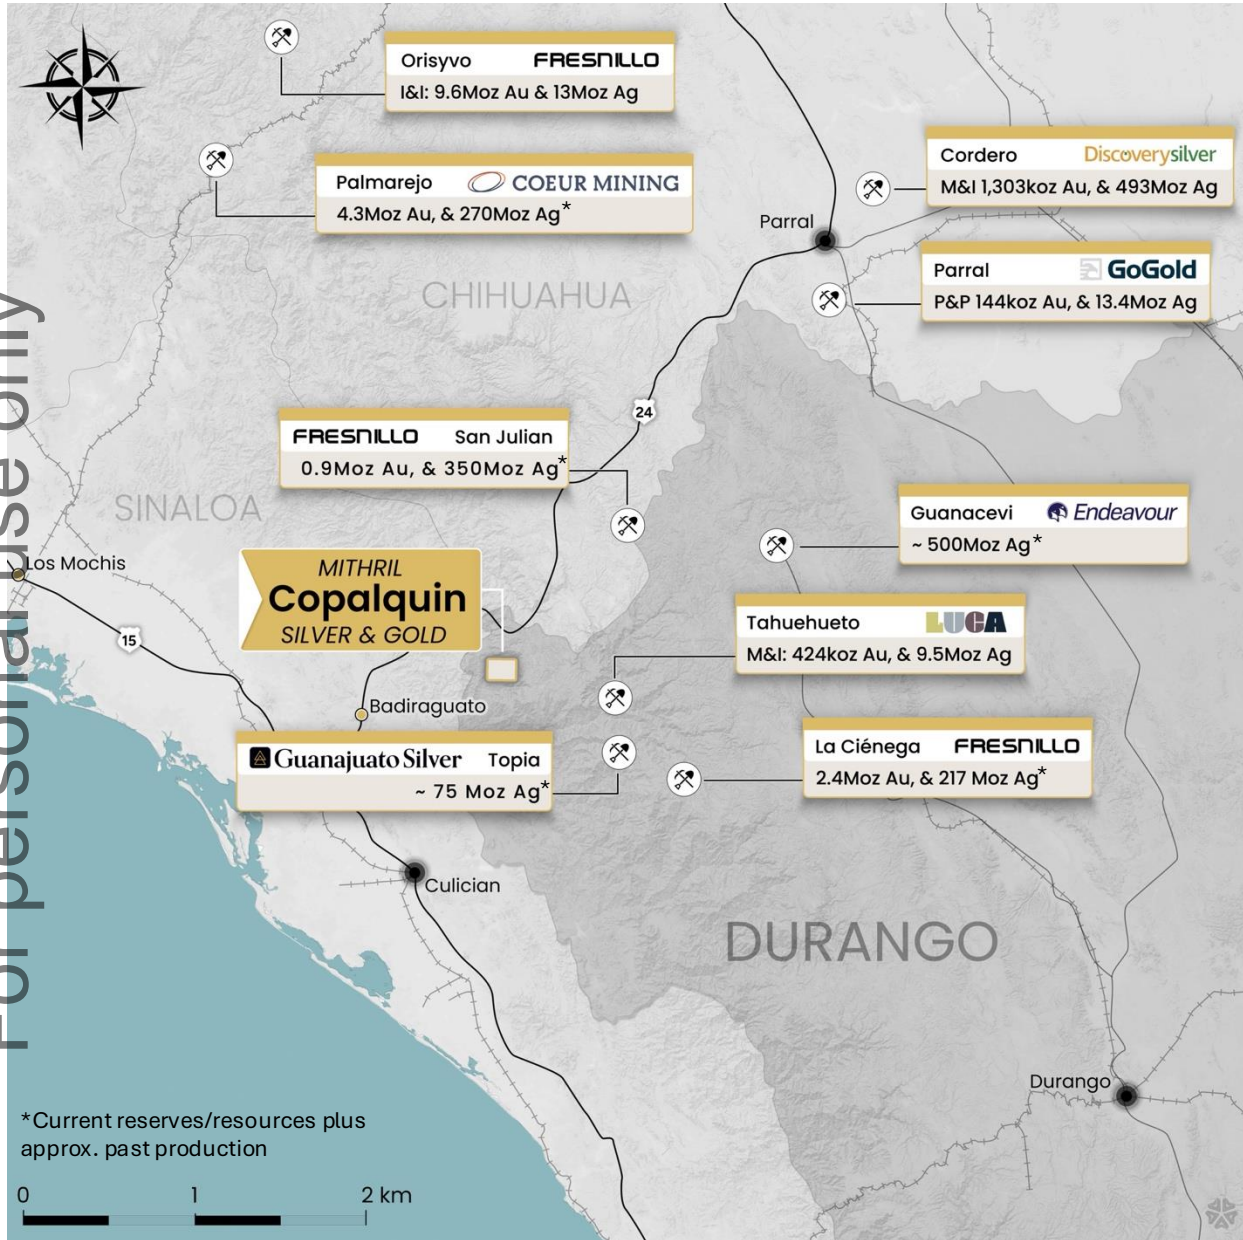 Orisyvo FRESNILLO
I&I: 9.6Moz Au & 13Moz Ag
Palmarejo COEUR MINING
4.3Moz Au, & 270Moz Ag*
Cordero Discoverysilver
M&I 1,303koz Au, & 493Moz Ag
Parral
Parral GoGold
P&P 144koz Au, & 13.4Moz Ag
CHIHUAHUA
24
FRESNILLO San Julian
0.9Moz Au, & 350Moz Ag*
SINALOA
Guanacevi Endeavour
~ 500Moz Ag*
Los Mochis
MITHRIL
Copalquin
SILVER & GOLD
15
Tahuehueto LUCA
M&I: 424koz Au, & 9.5Moz Ag
Badiraguato
Guanajuato Silver Topia
~ 75 Moz Ag*
La Ciénega FRESNILLO
2.4Moz Au, & 217 Moz Ag*
Culician
DURANGO
Durango
*Current reserves/resources plus
approx. past production
0 1 2 km
For personal use only